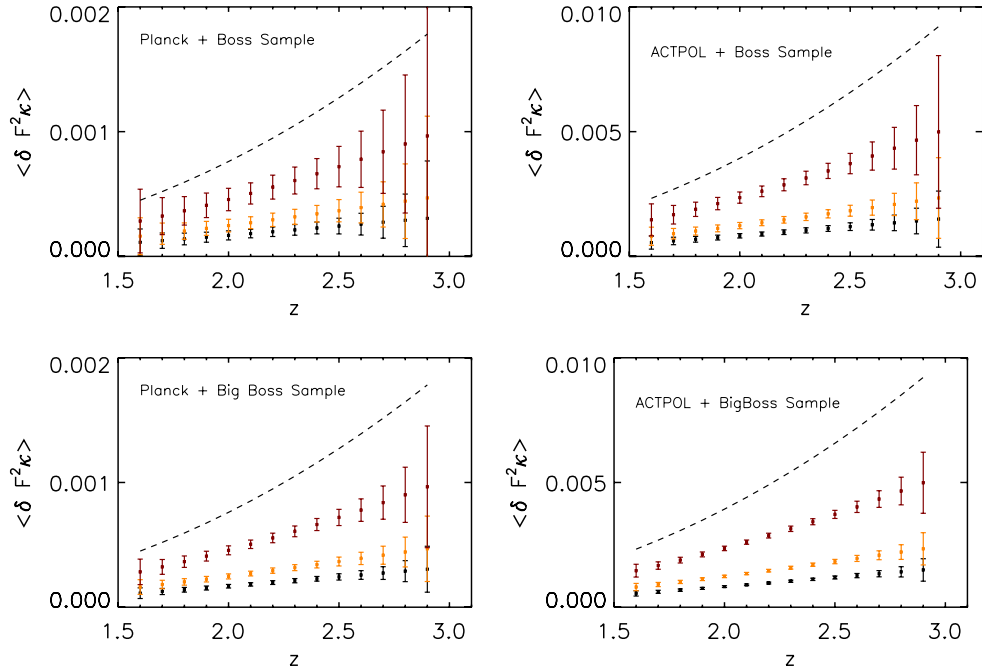 0.002
Planck + Boss Sample
0.001
0.000
<δ F²κ>
1.5 2.0 2.5 3.0
z
0.010
ACTPOL + Boss Sample
0.005
0.000
<δ F²κ>
1.5 2.0 2.5 3.0
z
0.002
Planck + Big Boss Sample
0.001
0.000
<δ F²κ>
1.5 2.0 2.5 3.0
z
0.010
ACTPOL + BigBoss Sample
0.005
0.000
<δ F²κ>
1.5 2.0 2.5 3.0
z